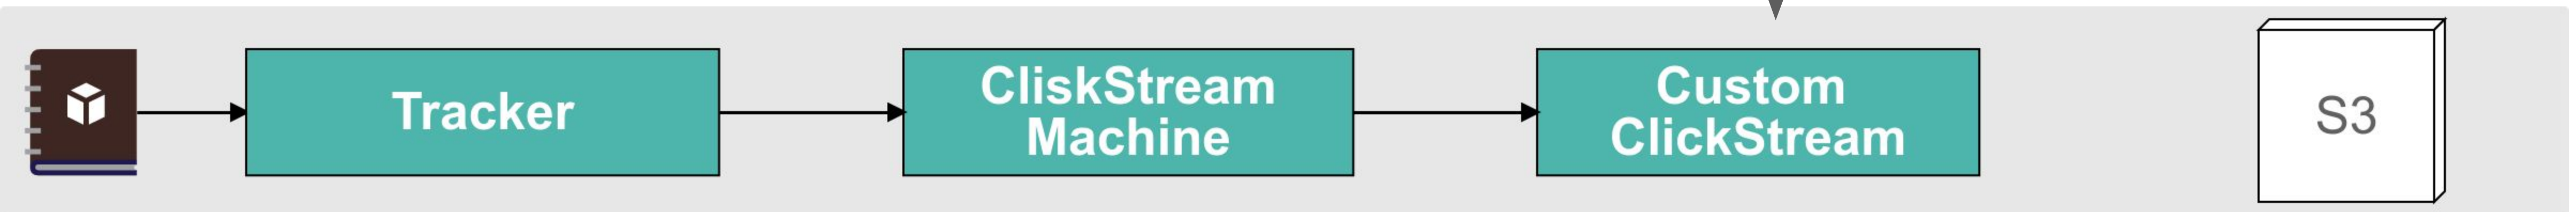 Tracker
CliskStream
Machine
Custom
ClickStream
S3